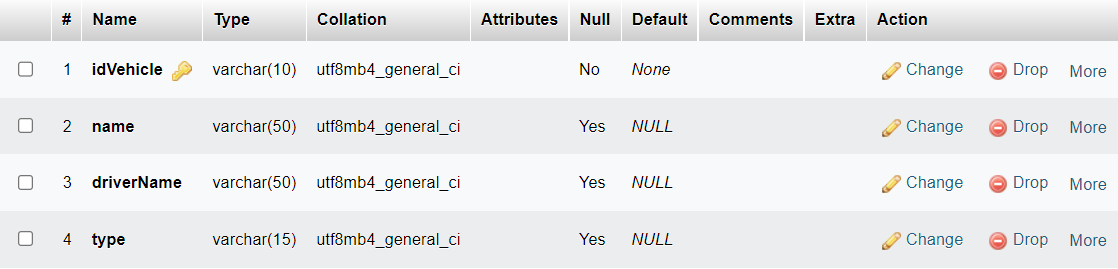 # Name Type Collation Attributes Null Default Comments Extra Action
1 idVehicle varchar(10) utf8mb4_general_ci No None Change Drop More
2 name varchar(50) utf8mb4_general_ci Yes NULL Change Drop More
3 driverName varchar(50) utf8mb4_general_ci Yes NULL Change Drop More
4 type varchar(15) utf8mb4_general_ci Yes NULL Change Drop More